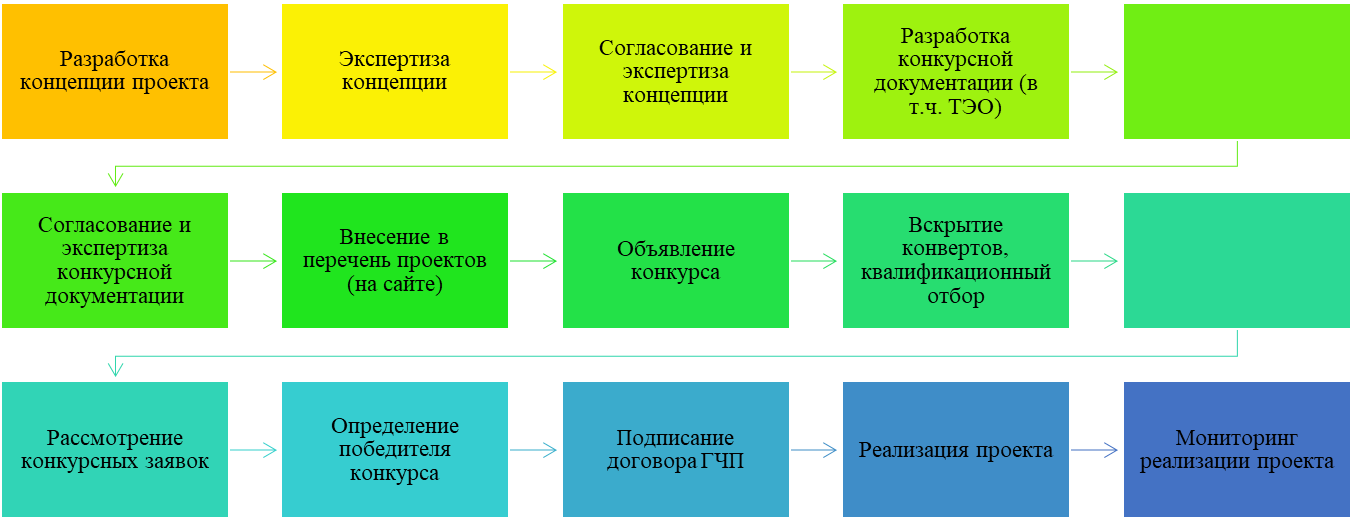 Разработка
концепции проекта
Экспертиза
концепции
Согласование и
экспертиза
концепции
Разработка
конкурсной
документации (в
т.ч. ТЭО)
Согласование и
экспертиза
конкурсной
документации
Внесение в
перечень проектов
(на сайте)
Объявление
конкурса
Вскрытие
конвертов,
квалификационный
отбор
Рассмотрение
конкурсных заявок
Определение
победителя
конкурса
Подписание
договора ГЧП
Реализация проекта
Мониторинг
реализации проекта